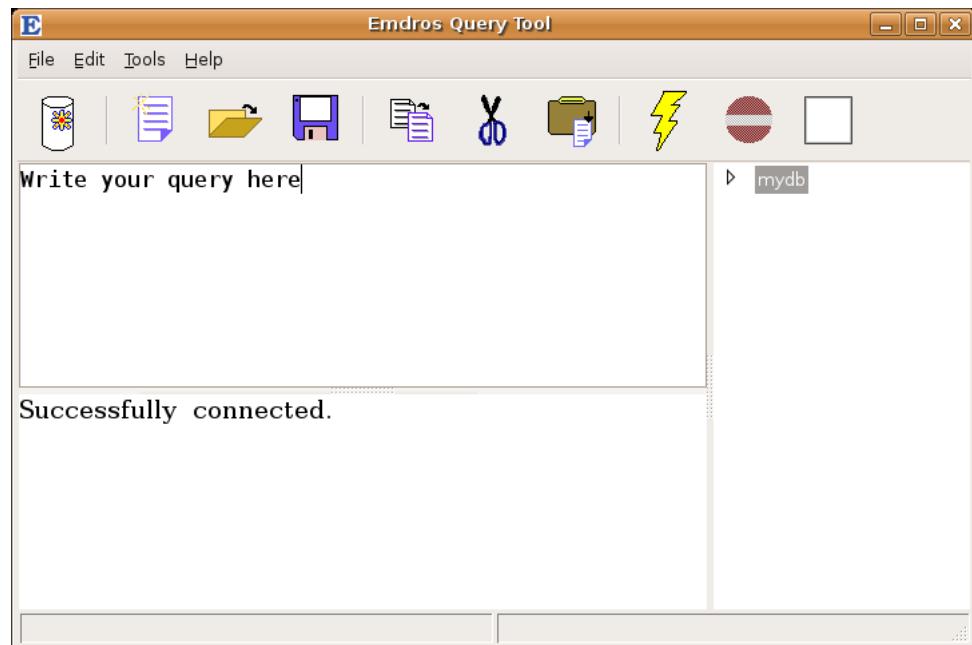 E Emdros Query Tool
File Edit Tools Help
Write your query here
mydb
Successfully connected.